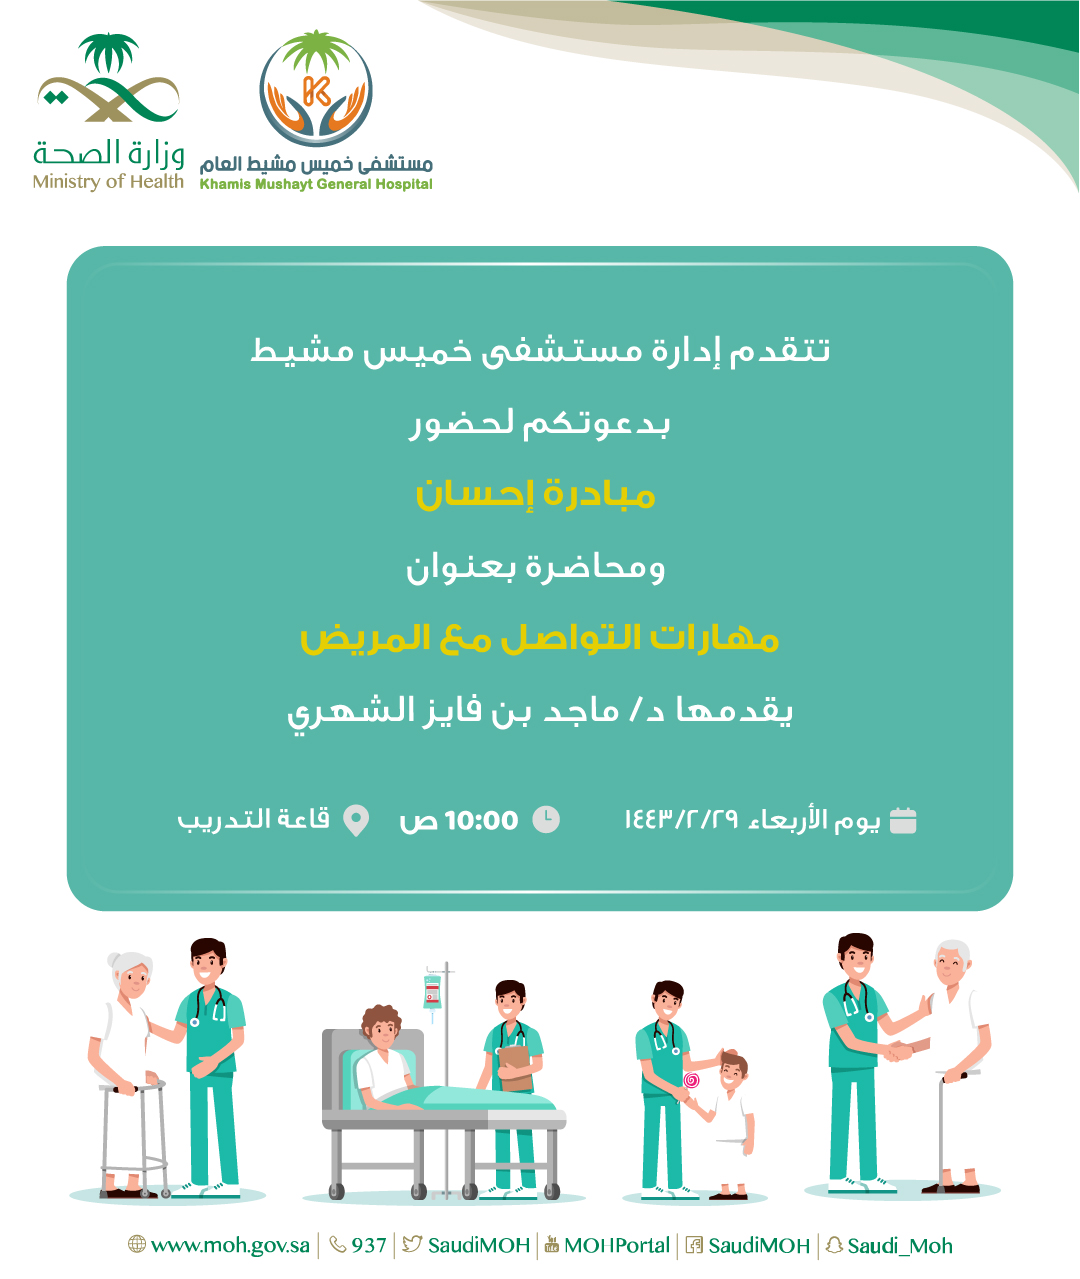 وزارة الصحة
Ministry of Health
مستشفى خميس مشيط العام
Khamis Mushayt General Hospital
تتقدم إدارة مستشفى خميس مشيط
بدعوتكم لحضور
مبادرة إحسان
ومحاضرة بعنوان
مهارات التواصل مع المريض
يقدمها د/ ماجد بن فايز الشهري
يوم الأربعاء ١٤٤٣/٢/٢٩
10:00 ص
قاعة التدريب
www.moh.gov.sa | 937 | SaudiMOH | MOHPortal | SaudiMOH | Saudi_Moh